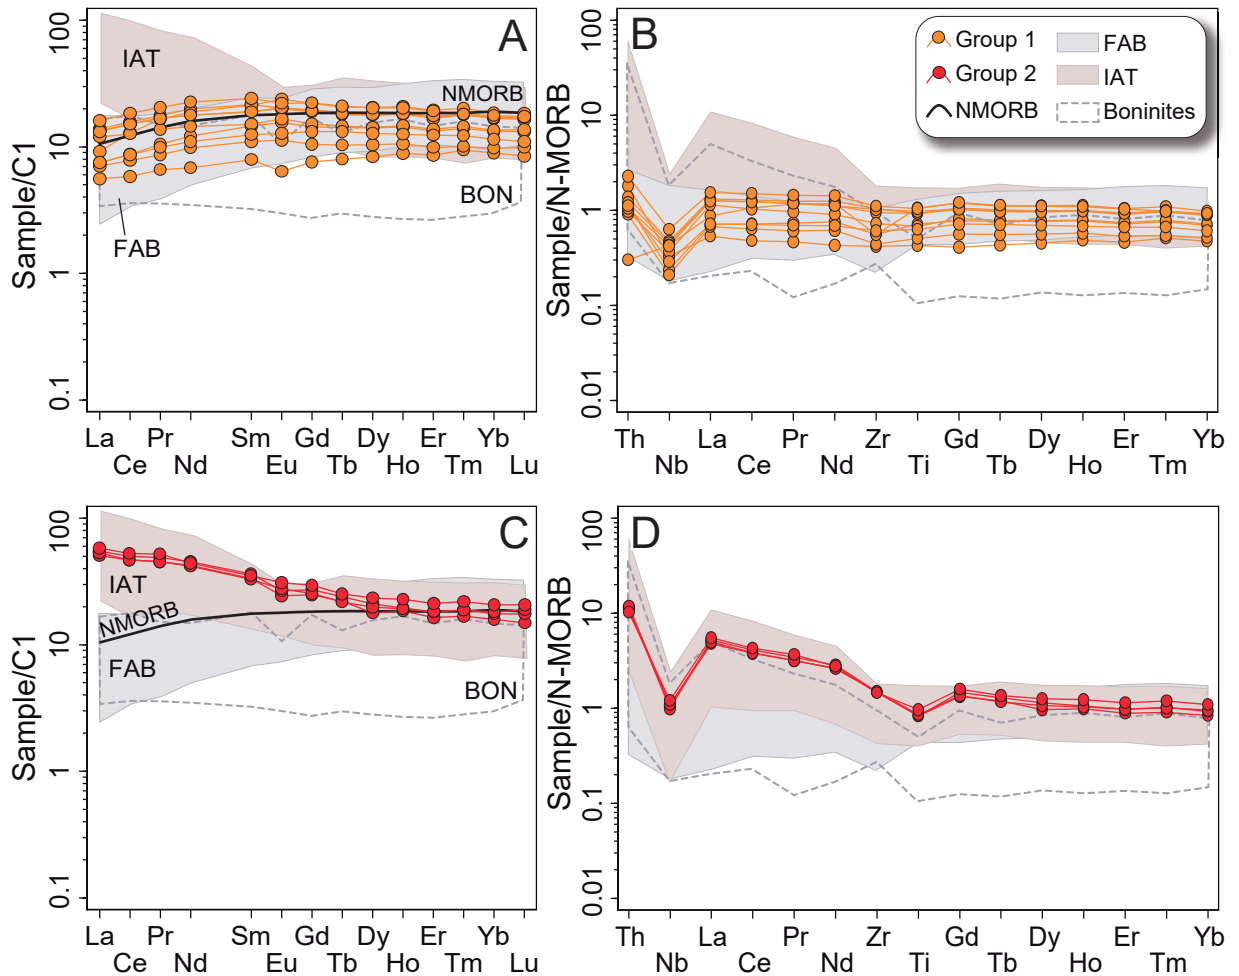 A
100
10
1
0.1
Sample/C1
IAT
NMORB
BON
FAB
La Pr Sm Gd Dy Er Yb
Ce Nd Eu Tb Ho Tm Lu
B
100
10
1
0.1
0.01
Sample/N-MORB
Group 1 FAB
Group 2 IAT
NMORB Boninites
Th La Pr Zr Gd Dy Er Yb
Nb Ce Nd Ti Tb Ho Tm
C
100
10
1
0.1
Sample/C1
IAT
NMORB
FAB
BON
La Pr Sm Gd Dy Er Yb
Ce Nd Eu Tb Ho Tm Lu
D
100
10
1
0.1
0.01
Sample/N-MORB
Th La Pr Zr Gd Dy Er Yb
Nb Ce Nd Ti Tb Ho Tm